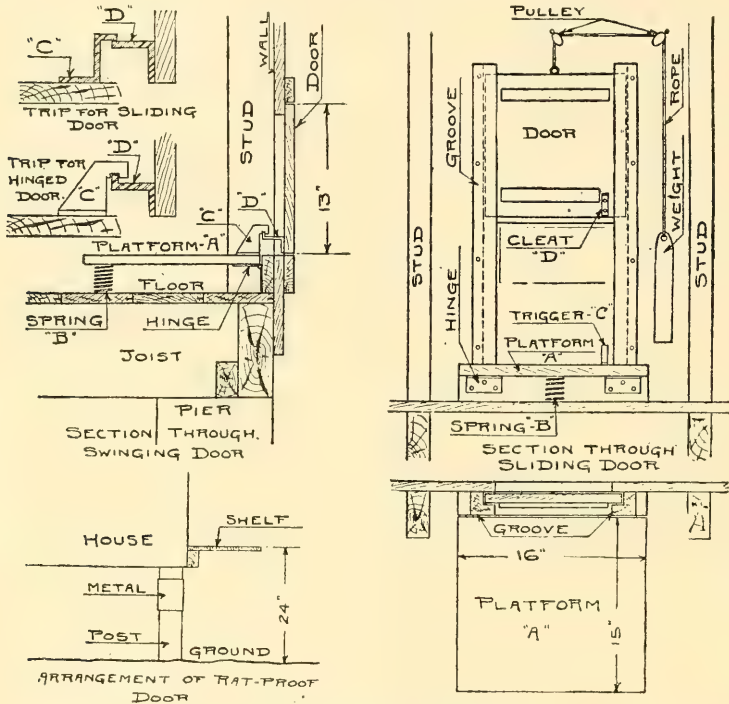 "D"
"C"
TRIP FOR SLIDING
DOOR
TRIP FOR
HINGED
DOOR.
"D"
"C"
WALL
DOOR
STUD
13"
"D"
"C"
PLATFORM-"A"
FLOOR
SPRING
"B"
HINGE
JOIST
PIER
SECTION THROUGH.
SWINGING DOOR
HOUSE
SHELF
METAL
24"
POST
GROUND
ARRANGEMENT OF RAT-PROOF
DOOR
PULLEY
ROPE
GROOVE
DOOR
WEIGHT
CLEAT
"D"
STUD
STUD
HINGE
TRIGGER-"C"
PLATFORM
"A"
SPRING-"B"
SECTION THROUGH
SLIDING DOOR
GROOVE
16"
PLATFORM
"A"
15"